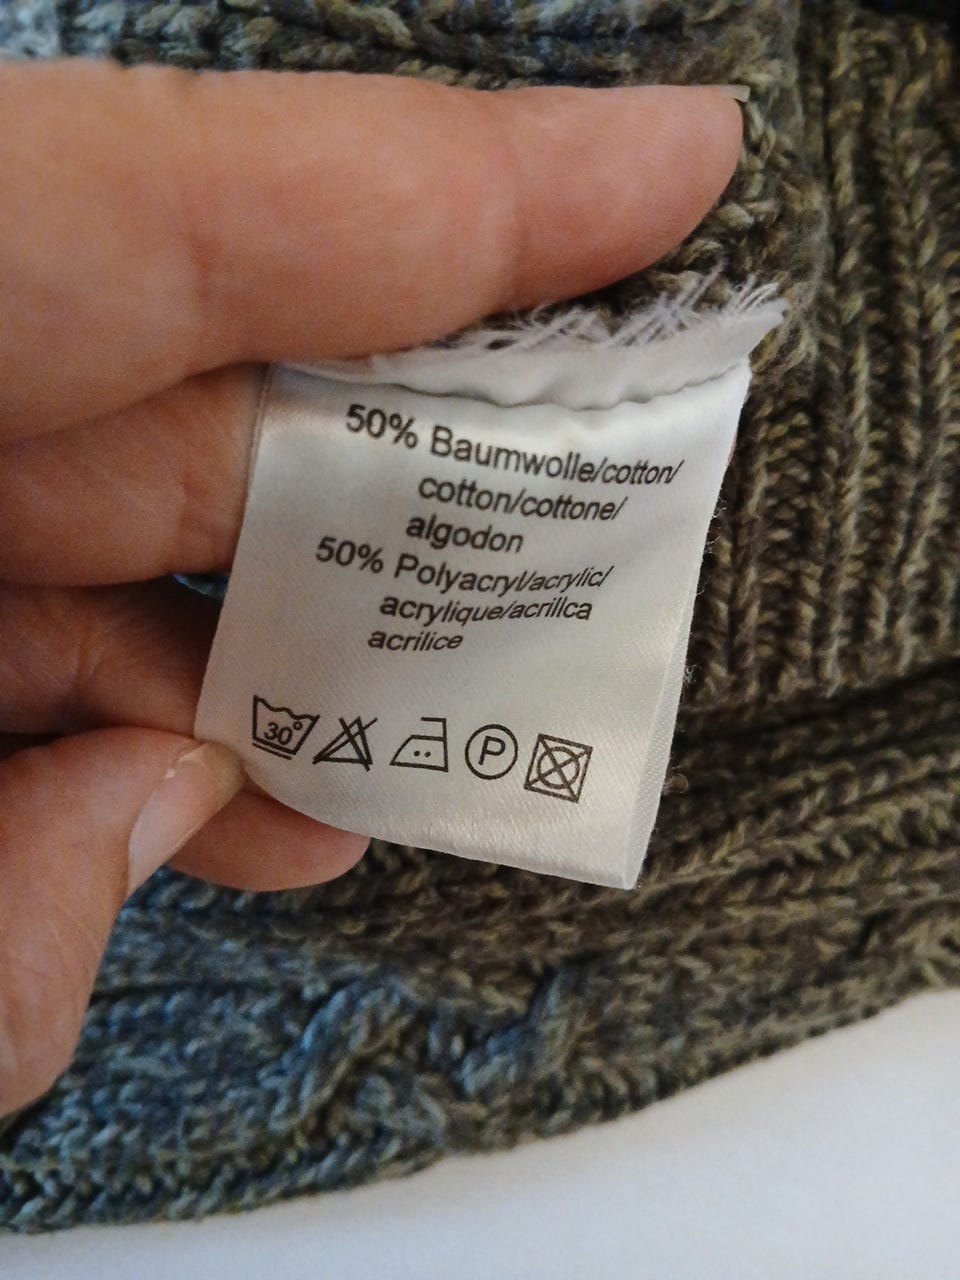 50% Baumwolle/cotton/
cotton/cottone/
algodon
50% Polyacryl/acrylic/
acrylique/acrillca
acrilice
30°
P